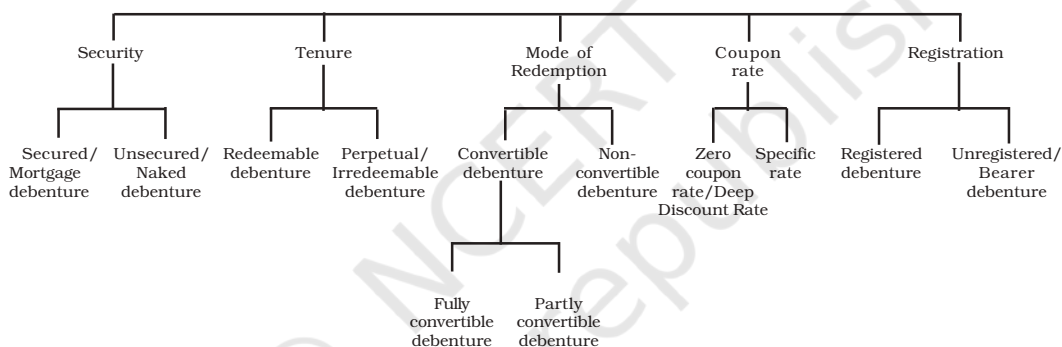 Security
Tenure
Mode of
Redemption
Coupon
rate
Registration
Secured/
Mortgage
debenture
Unsecured/
Naked
debenture
Redeemable
debenture
Perpetual/
Irredeemable
debenture
Convertible
debenture
Non-
convertible
debenture
Zero
coupon
rate/Deep
Discount Rate
Specific
rate
Registered
debenture
Unregistered/
Bearer
debenture
Fully
convertible
debenture
Partly
convertible
debenture
© NCERT
republish